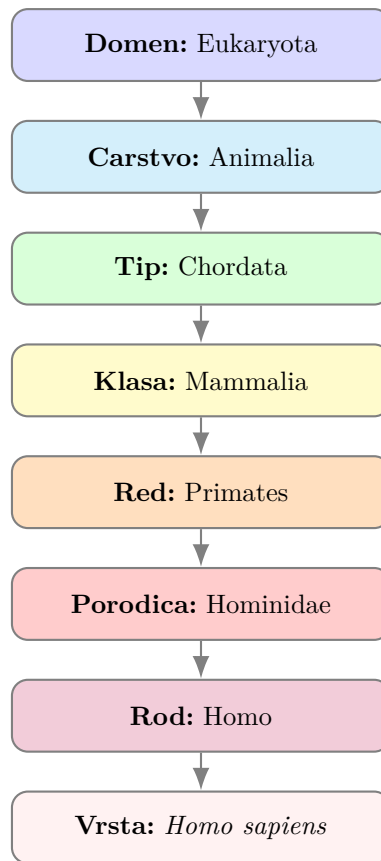 Domen: Eukaryota
Carstvo: Animalia
Tip: Chordata
Klasa: Mammalia
Red: Primates
Porodica: Hominidae
Rod: Homo
Vrsta: Homo sapiens